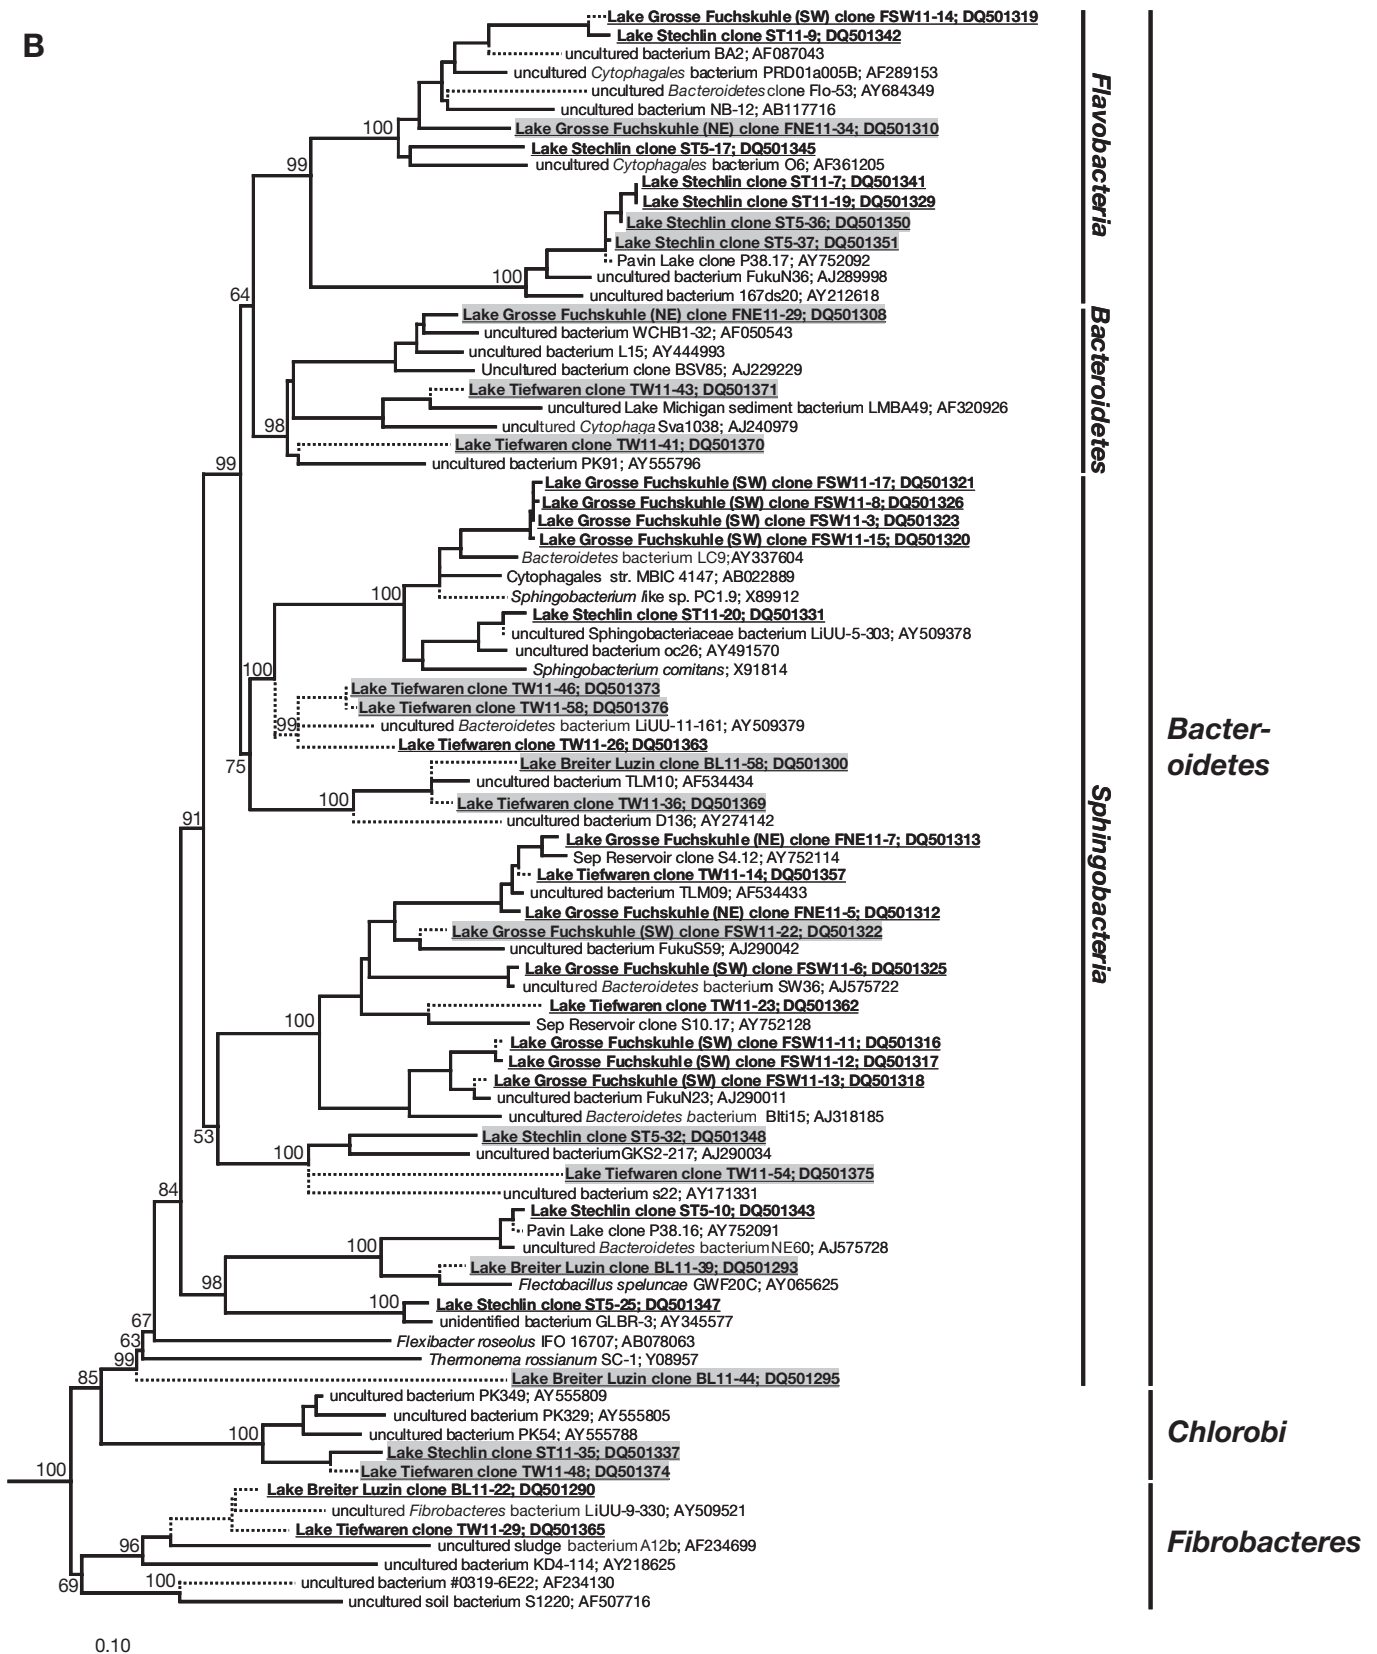 B
Lake Grosse Fuchskuhle (SW) clone FSW11-14; DQ501319
Lake Stechlin clone ST11-9; DQ501342
uncultured bacterium BA2; AF087043
uncultured Cytophagales bacterium PRD01a005B; AF289153
uncultured Bacteroidetes clone Flo-53; AY684349
uncultured bacterium NB-12; AB117716
100
Lake Grosse Fuchskuhle (NE) clone FNE11-34; DQ501310
Lake Stechlin clone ST5-17; DQ501345
99
uncultured Cytophagales bacterium O6; AF361205
Lake Stechlin clone ST11-7; DQ501341
Lake Stechlin clone ST11-19; DQ501329
Lake Stechlin clone ST5-36; DQ501350
Lake Stechlin clone ST5-37; DQ501351
Pavin Lake clone P38.17; AY752092
100
uncultured bacterium FukuN36; AJ289998
64
uncultured bacterium 167ds20; AY212618
Flavobacteria
Lake Grosse Fuchskuhle (NE) clone FNE11-29; DQ501308
uncultured bacterium WCHB1-32; AF050543
uncultured bacterium L15; AY444993
Uncultured bacterium clone BSV85; AJ229229
Lake Tiefwaren clone TW11-43; DQ501371
uncultured Lake Michigan sediment bacterium LMBA49; AF320926
98
uncultured Cytophaga Sva1038; AJ240979
Lake Tiefwaren clone TW11-41; DQ501370
99
uncultured bacterium PK91; AY555796
Bacteroidetes
Lake Grosse Fuchskuhle (SW) clone FSW11-17; DQ501321
Lake Grosse Fuchskuhle (SW) clone FSW11-8; DQ501326
Lake Grosse Fuchskuhle (SW) clone FSW11-3; DQ501323
Lake Grosse Fuchskuhle (SW) clone FSW11-15; DQ501320
Bacteroidetes bacterium LC9;AY337604
Cytophagales str. MBIC 4147; AB022889
100
Sphingobacterium like sp. PC1.9; X89912
Lake Stechlin clone ST11-20; DQ501331
uncultured Sphingobacteriaceae bacterium LiUU-5-303; AY509378
uncultured bacterium oc26; AY491570
100
Sphingobacterium comitans; X91814
Lake Tiefwaren clone TW11-46; DQ501373
Lake Tiefwaren clone TW11-58; DQ501376
99
uncultured Bacteroidetes bacterium LiUU-11-161; AY509379
Lake Tiefwaren clone TW11-26; DQ501363
75
Lake Breiter Luzin clone BL11-58; DQ501300
uncultured bacterium TLM10; AF534434
100
Lake Tiefwaren clone TW11-36; DQ501369
91
uncultured bacterium D136; AY274142
Lake Grosse Fuchskuhle (NE) clone FNE11-7; DQ501313
Sep Reservoir clone S4.12; AY752114
Lake Tiefwaren clone TW11-14; DQ501357
uncultured bacterium TLM09; AF534433
Lake Grosse Fuchskuhle (NE) clone FNE11-5; DQ501312
Lake Grosse Fuchskuhle (SW) clone FSW11-22; DQ501322
uncultured bacterium FukuS59; AJ290042
Lake Grosse Fuchskuhle (SW) clone FSW11-6; DQ501325
uncultured Bacteroidetes bacterium SW36; AJ575722
Lake Tiefwaren clone TW11-23; DQ501362
100
Sep Reservoir clone S10.17; AY752128
Lake Grosse Fuchskuhle (SW) clone FSW11-11; DQ501316
Lake Grosse Fuchskuhle (SW) clone FSW11-12; DQ501317
Lake Grosse Fuchskuhle (SW) clone FSW11-13; DQ501318
uncultured bacterium FukuN23; AJ290011
uncultured Bacteroidetes bacterium Blti15; AJ318185
53
Lake Stechlin clone ST5-32; DQ501348
100
uncultured bacteriumGKS2-217; AJ290034
Lake Tiefwaren clone TW11-54; DQ501375
84
uncultured bacterium s22; AY171331
Lake Stechlin clone ST5-10; DQ501343
Pavin Lake clone P38.16; AY752091
100
uncultured Bacteroidetes bacterium NE60; AJ575728
Lake Breiter Luzin clone BL11-39; DQ501293
98
Flectobacillus speluncae GWF20C; AY065625
100
Lake Stechlin clone ST5-25; DQ501347
67
unidentified bacterium GLBR-3; AY345577
63
Flexibacter roseolus IFO 16707; AB078063
99
Thermonema rossianum SC-1; Y08957
85
Lake Breiter Luzin clone BL11-44; DQ501295
Sphingobacteria
Bacter-
oidetes
uncultured bacterium PK349; AY555809
uncultured bacterium PK329; AY555805
100
uncultured bacterium PK54; AY555788
Lake Stechlin clone ST11-35; DQ501337
100
Lake Tiefwaren clone TW11-48; DQ501374
Chlorobi
Lake Breiter Luzin clone BL11-22; DQ501290
uncultured Fibrobacteres bacterium LiUU-9-330; AY509521
Lake Tiefwaren clone TW11-29; DQ501365
96
uncultured sludge bacterium A12b; AF234699
uncultured bacterium KD4-114; AY218625
69
100
uncultured bacterium #0319-6E22; AF234130
uncultured soil bacterium S1220; AF507716
Fibrobacteres
0.10